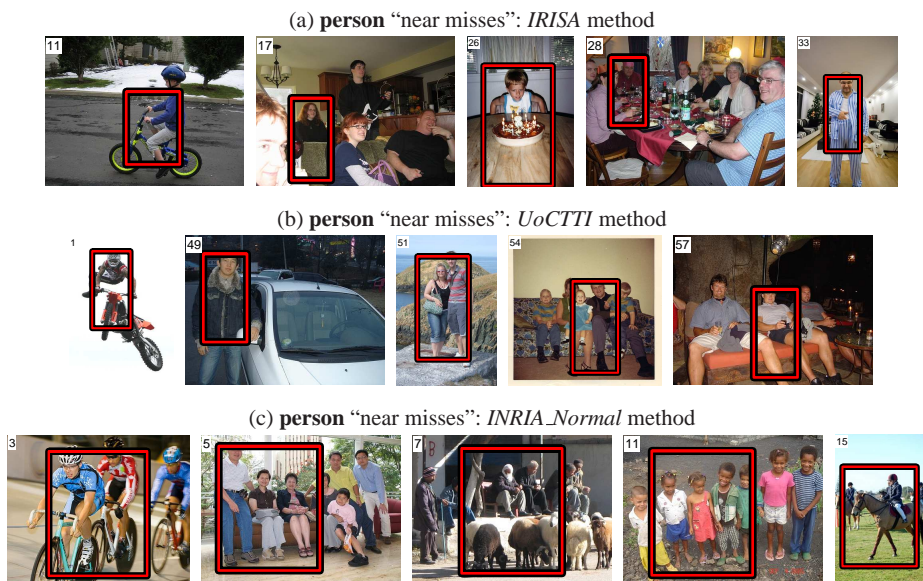 (a) person “near misses”: IRISA method
11 17 26 28 33
(b) person “near misses”: UoCTTI method
1 49 51 54 57
(c) person “near misses”: INRIA_Normal method
3 5 7 11 15